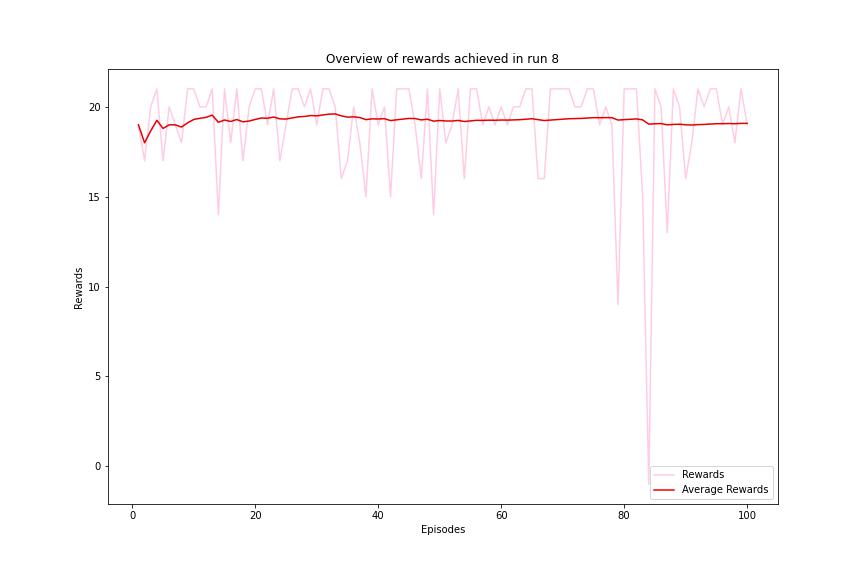 Overview of rewards achieved in run 8
Rewards
20
15
10
5
0
0 20 40 60 80 100
Episodes
Rewards
Average Rewards